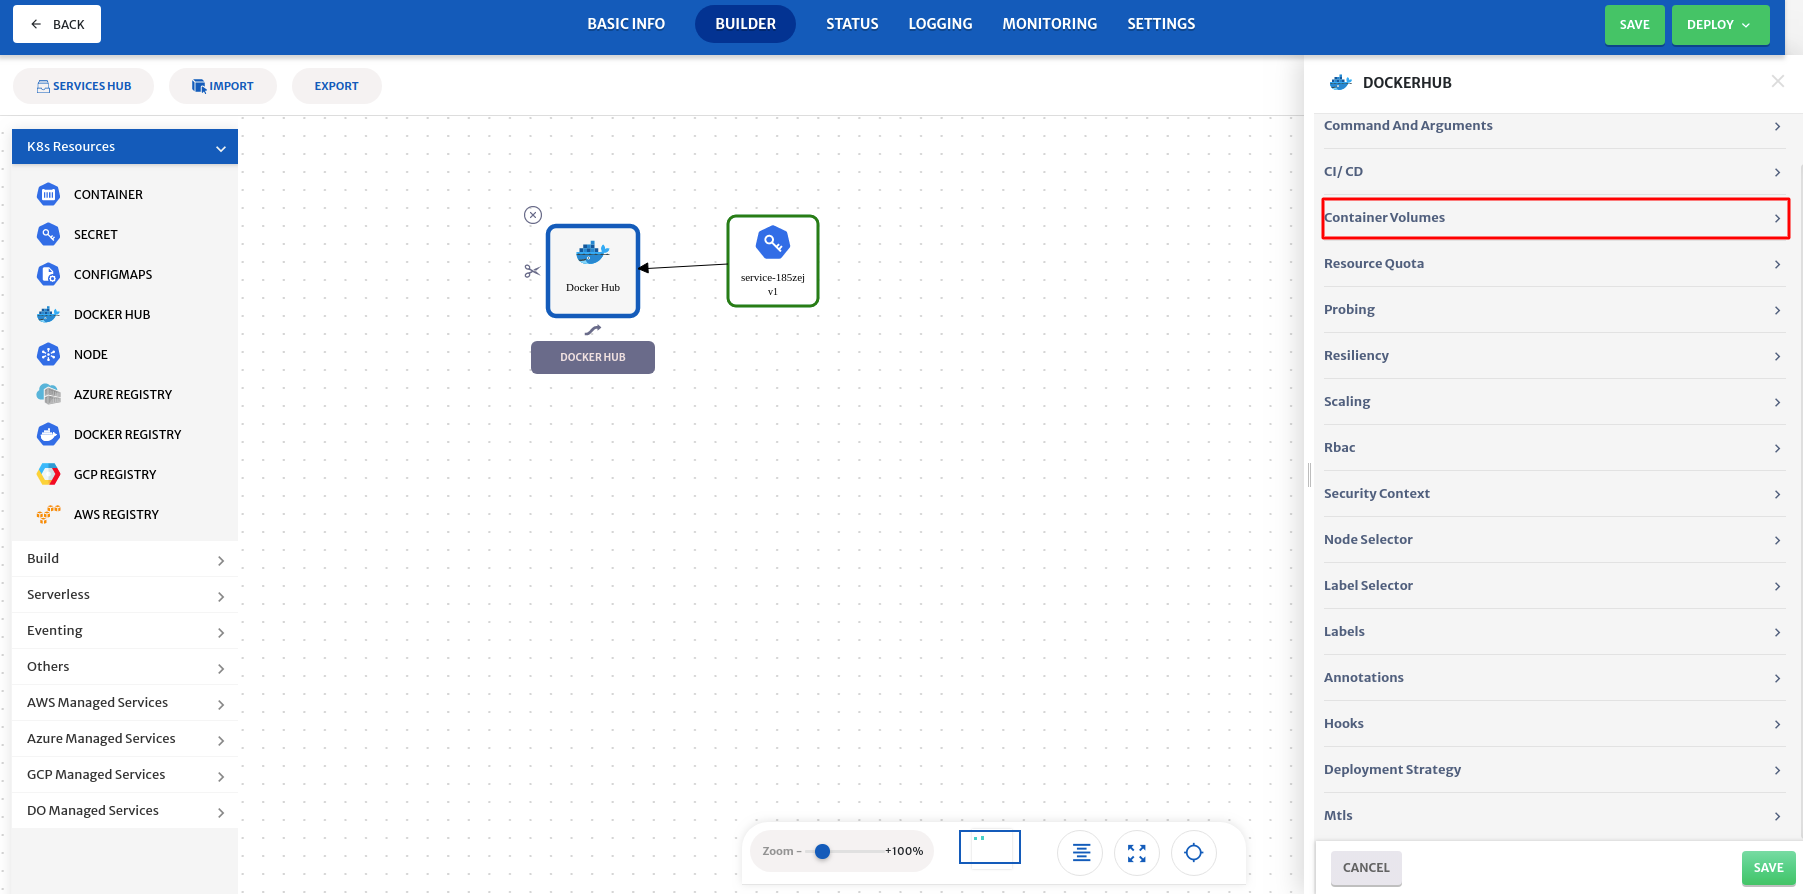 BACK
BASIC INFO
BUILDER
STATUS
LOGGING
MONITORING
SETTINGS
SAVE
DEPLOY
SERVICES HUB
IMPORT
EXPORT
K8s Resources
CONTAINER
SECRET
CONFIGMAPS
DOCKER HUB
NODE
AZURE REGISTRY
DOCKER REGISTRY
GCP REGISTRY
AWS REGISTRY
Build
Serverless
Eventing
Others
AWS Managed Services
Azure Managed Services
GCP Managed Services
DO Managed Services
Docker Hub
DOCKER HUB
service-185zej
v1
Zoom -
+100%
DOCKERHUB
Command And Arguments
CI/ CD
Container Volumes
Resource Quota
Probing
Resiliency
Scaling
Rbac
Security Context
Node Selector
Label Selector
Labels
Annotations
Hooks
Deployment Strategy
Mtls
CANCEL
SAVE